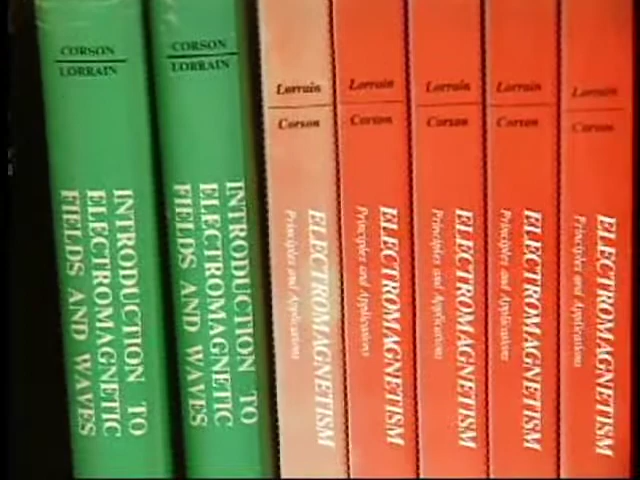 CORSON
LORRAIN
INTRODUCTION TO
ELECTROMAGNETIC
FIELDS AND WAVES
CORSON
LORRAIN
INTRODUCTION TO
ELECTROMAGNETIC
FIELDS AND WAVES
Lorrain
Corson
ELECTROMAGNETISM
Principles and Applications
Lorrain
Corson
ELECTROMAGNETISM
Principles and Applications
Lorrain
Corson
ELECTROMAGNETISM
Principles and Applications
Lorrain
Corson
ELECTROMAGNETISM
Principles and Applications
Lorrain
Corson
ELECTROMAGNETISM
Principles and Applications